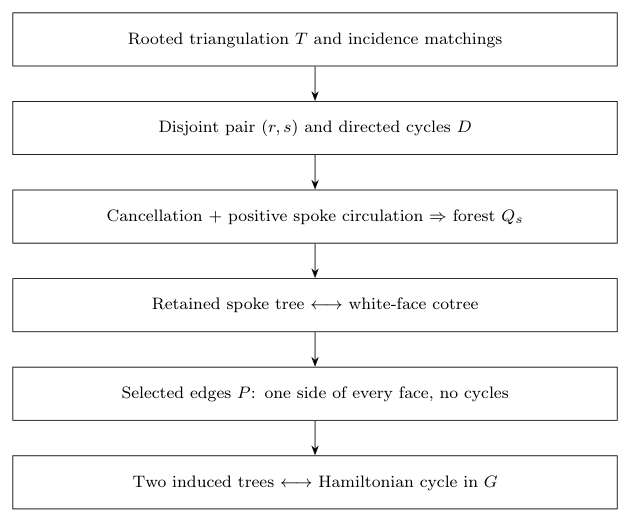 Rooted triangulation T and incidence matchings
Disjoint pair (r, s) and directed cycles D
Cancellation + positive spoke circulation ⇒ forest Qₛ
Retained spoke tree ⟷ white-face cotree
Selected edges P: one side of every face, no cycles
Two induced trees ⟷ Hamiltonian cycle in G